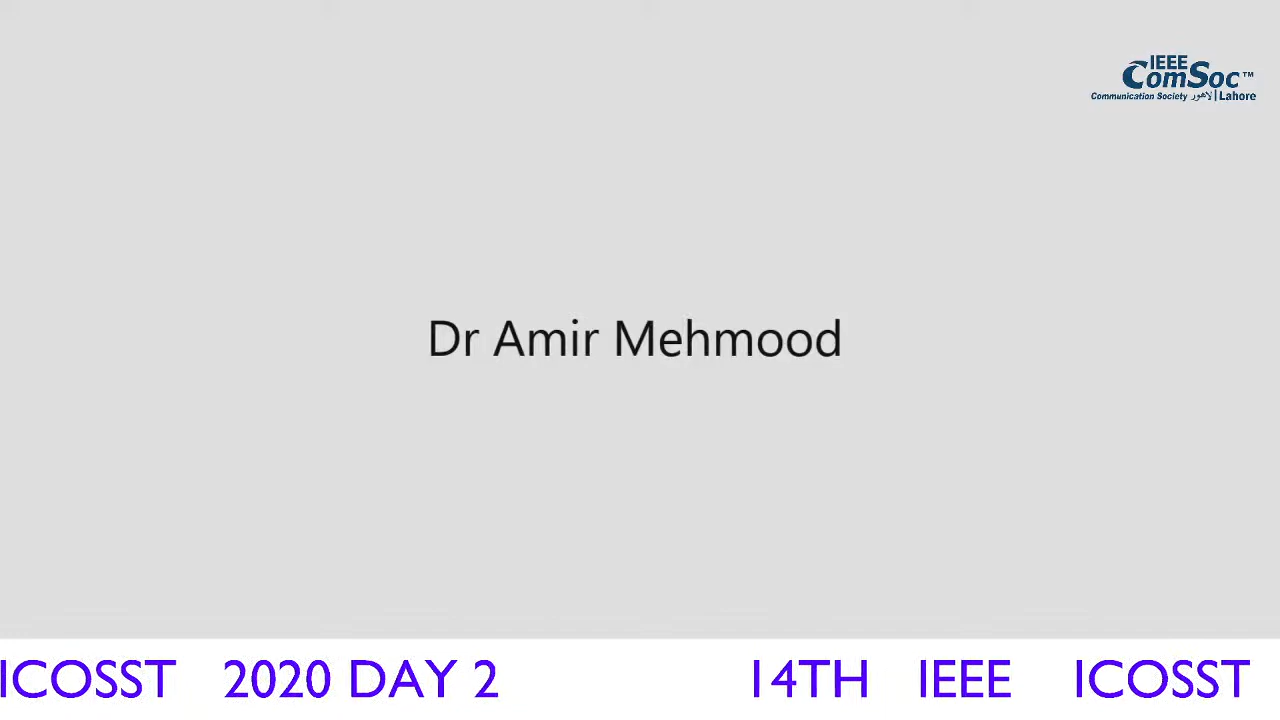 IEEE
ComSoc™
Communication Society لاہور | Lahore
Dr Amir Mehmood
ICOSST 2020 DAY 2 14TH IEEE ICOSST